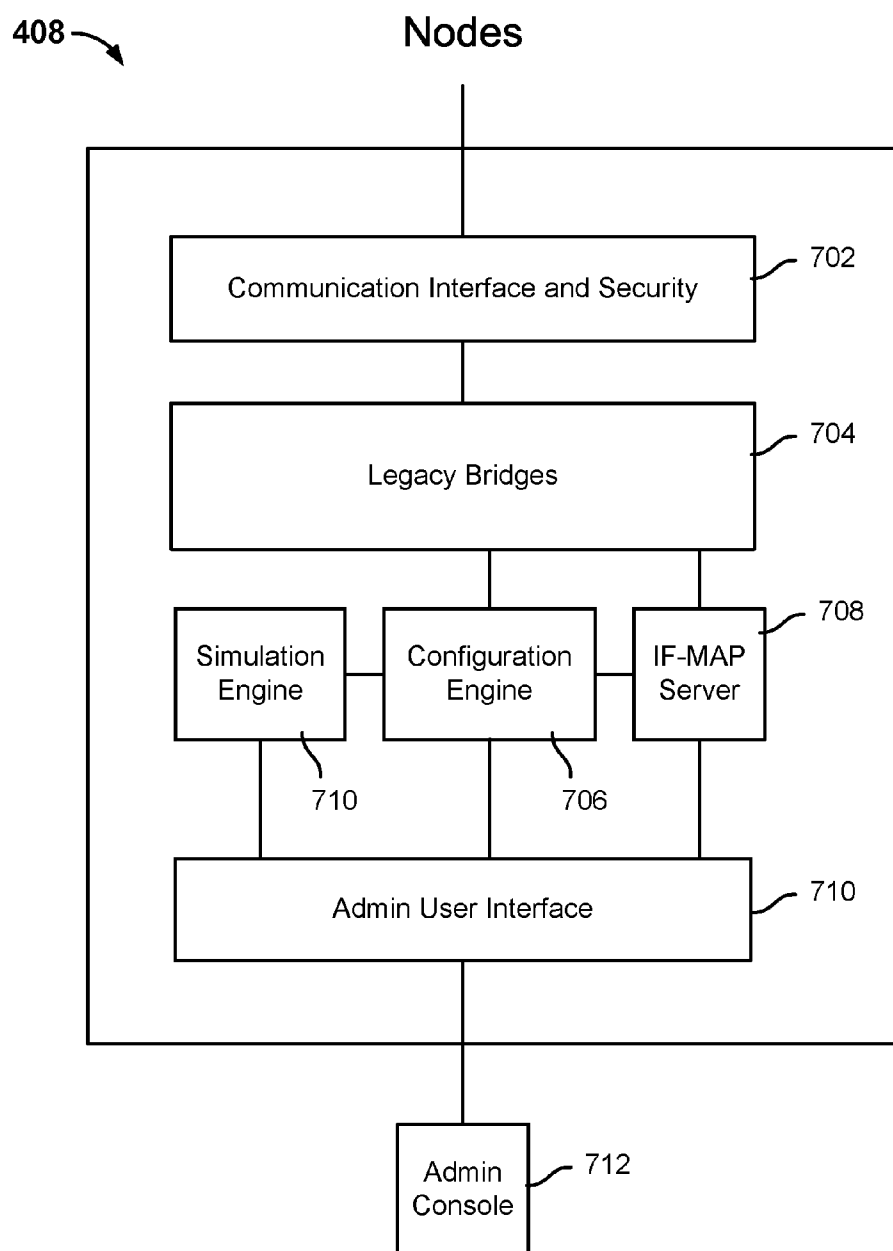 408
Nodes
Communication Interface and Security
702
Legacy Bridges
704
Simulation
Engine
710
Configuration
Engine
706
IF-MAP
Server
708
Admin User Interface
710
Admin
Console
712